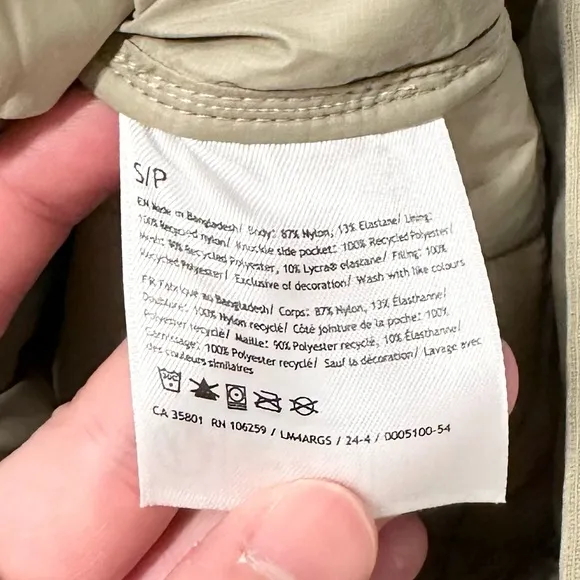 S/P
EN Made in Bangladesh/ Body: 87% Nylon, 13% Elastane/ Lining:
100% Recycled nylon/ Knuckle side pocket: 100% Recycled Polyester/
90% Recycled Polyester, 10% Lycra® elastane/ Filling: 100%
Recycled Polyester/ Exclusive of decoration/ Wash with like colours
FR Fabriqué au Bangladesh/ Corps: 87% Nylon, 13% Élasthanne/
Doublure: 100% Nylon recyclé/ Côté jointure de la poche: 100%
Polyester recyclé/ Maille: 90% Polyester recyclé, 10% Élasthanne/
Garnissage: 100% Polyester recyclé/ Sauf la décoration/ Lavage avec
des couleurs similaires
30C
CA 35801 RN 106259 / LM4ARGS / 24-4 / 0005100-54